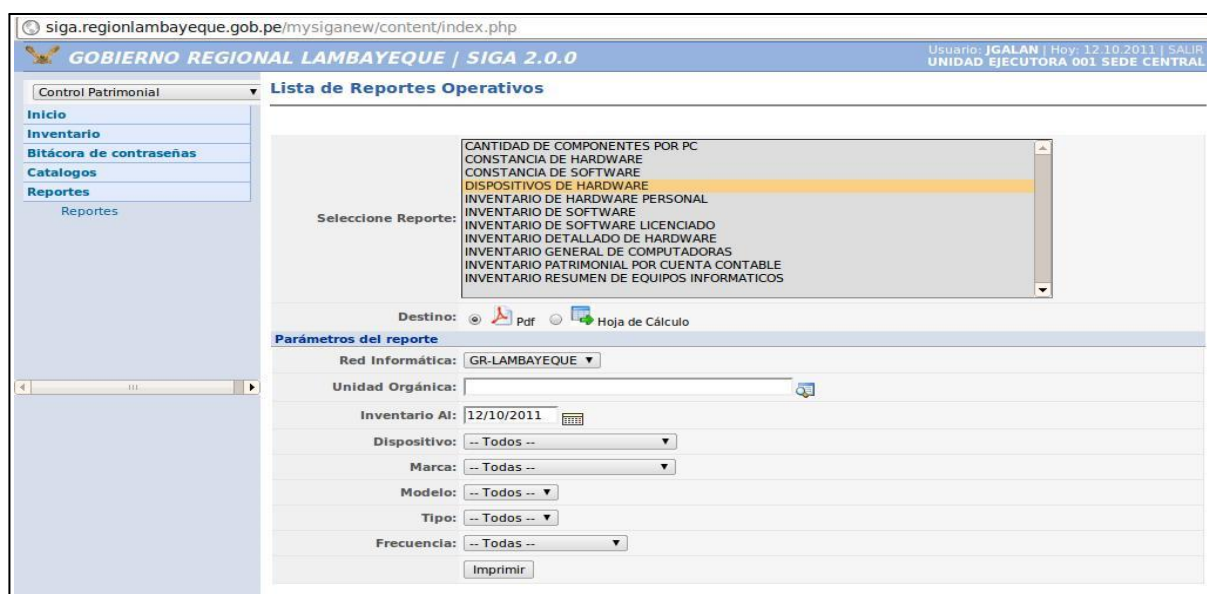 siga.regionlambayeque.gob.pe/mysiganew/content/index.php
GOBIERNO REGIONAL LAMBAYEQUE | SIGA 2.0.0
Usuario: JGALAN | Hoy: 12.10.2011 | SALIR
UNIDAD EJECUTORA 001 SEDE CENTRAL
Control Patrimonial
Inicio
Inventario
Bitácora de contraseñas
Catalogos
Reportes
Reportes
Lista de Reportes Operativos
Seleccione Reporte:
CANTIDAD DE COMPONENTES POR PC
CONSTANCIA DE HARDWARE
CONSTANCIA DE SOFTWARE
DISPOSITIVOS DE HARDWARE
INVENTARIO DE HARDWARE PERSONAL
INVENTARIO DE SOFTWARE
INVENTARIO DE SOFTWARE LICENCIADO
INVENTARIO DETALLADO DE HARDWARE
INVENTARIO GENERAL DE COMPUTADORAS
INVENTARIO PATRIMONIAL POR CUENTA CONTABLE
INVENTARIO RESUMEN DE EQUIPOS INFORMATICOS
Destino: Pdf Hoja de Cálculo
Parámetros del reporte
Red Informática: GR-LAMBAYEQUE
Unidad Orgánica:
Inventario Al: 12/10/2011
Dispositivo: -- Todos --
Marca: -- Todas --
Modelo: -- Todos --
Tipo: -- Todos --
Frecuencia: -- Todas --
Imprimir